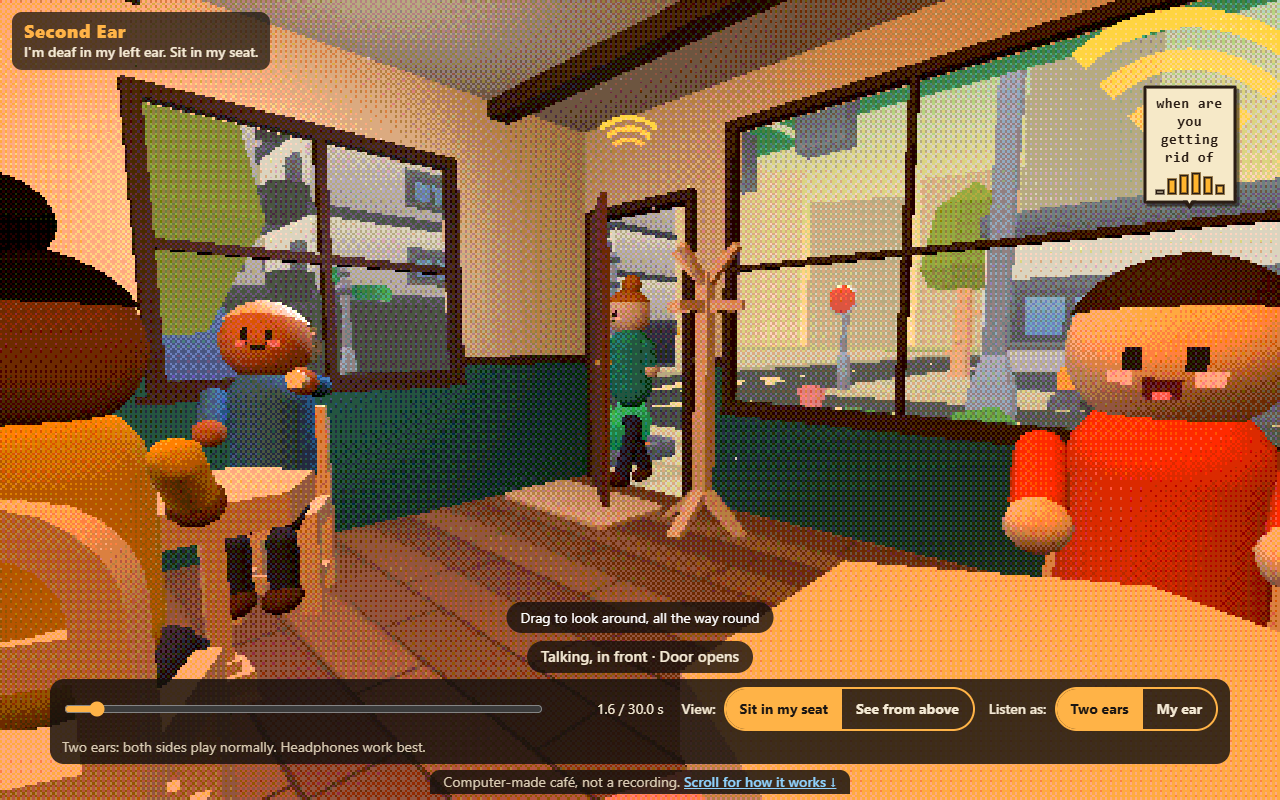 Second Ear
I'm deaf in my left ear. Sit in my seat.
when are
you
getting
rid of
Drag to look around, all the way round
Talking, in front · Door opens
1.6 / 30.0 s
View:
Sit in my seat
See from above
Listen as:
Two ears
My ear
Two ears: both sides play normally. Headphones work best.
Computer-made café, not a recording. Scroll for how it works ↓